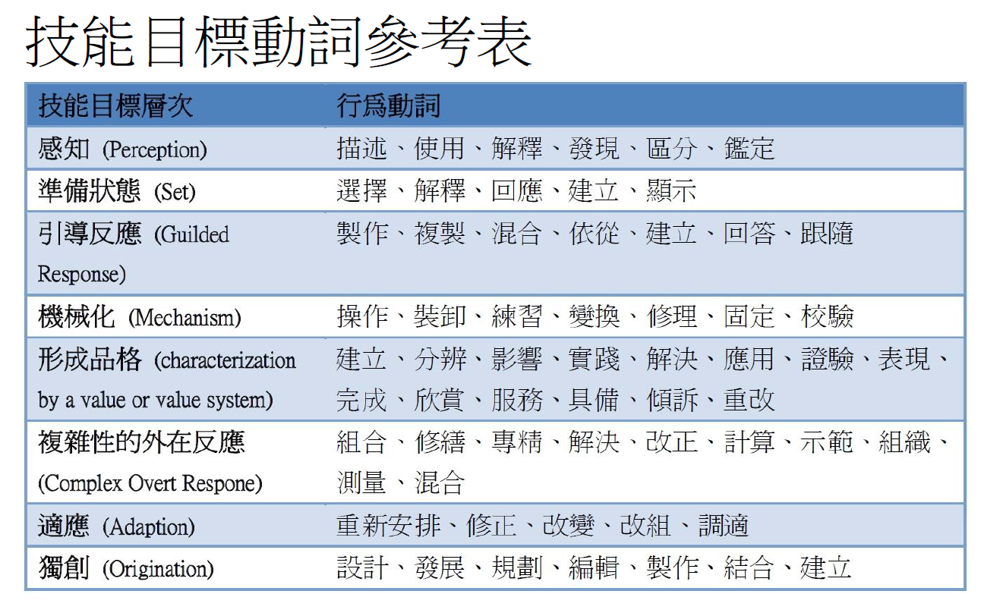 技能目標動詞參考表
技能目標層次 行為動詞
感知 (Perception) 描述、使用、解釋、發現、區分、鑑定
準備狀態 (Set) 選擇、解釋、回應、建立、顯示
引導反應 (Guilded 製作、複製、混合、依從、建立、回答、跟隨
Response)
機械化 (Mechanism) 操作、裝卸、練習、變換、修理、固定、校驗
形成品格 (characterization 建立、分辨、影響、實踐、解決、應用、證驗、表現、
by a value or value system) 完成、欣賞、服務、具備、傾訴、重改
複雜性的外在反應 組合、修繕、專精、解決、改正、計算、示範、組織、
(Complex Overt Respone) 測量、混合
適應 (Adaption) 重新安排、修正、改變、改組、調適
獨創 (Origination) 設計、發展、規劃、編輯、製作、結合、建立